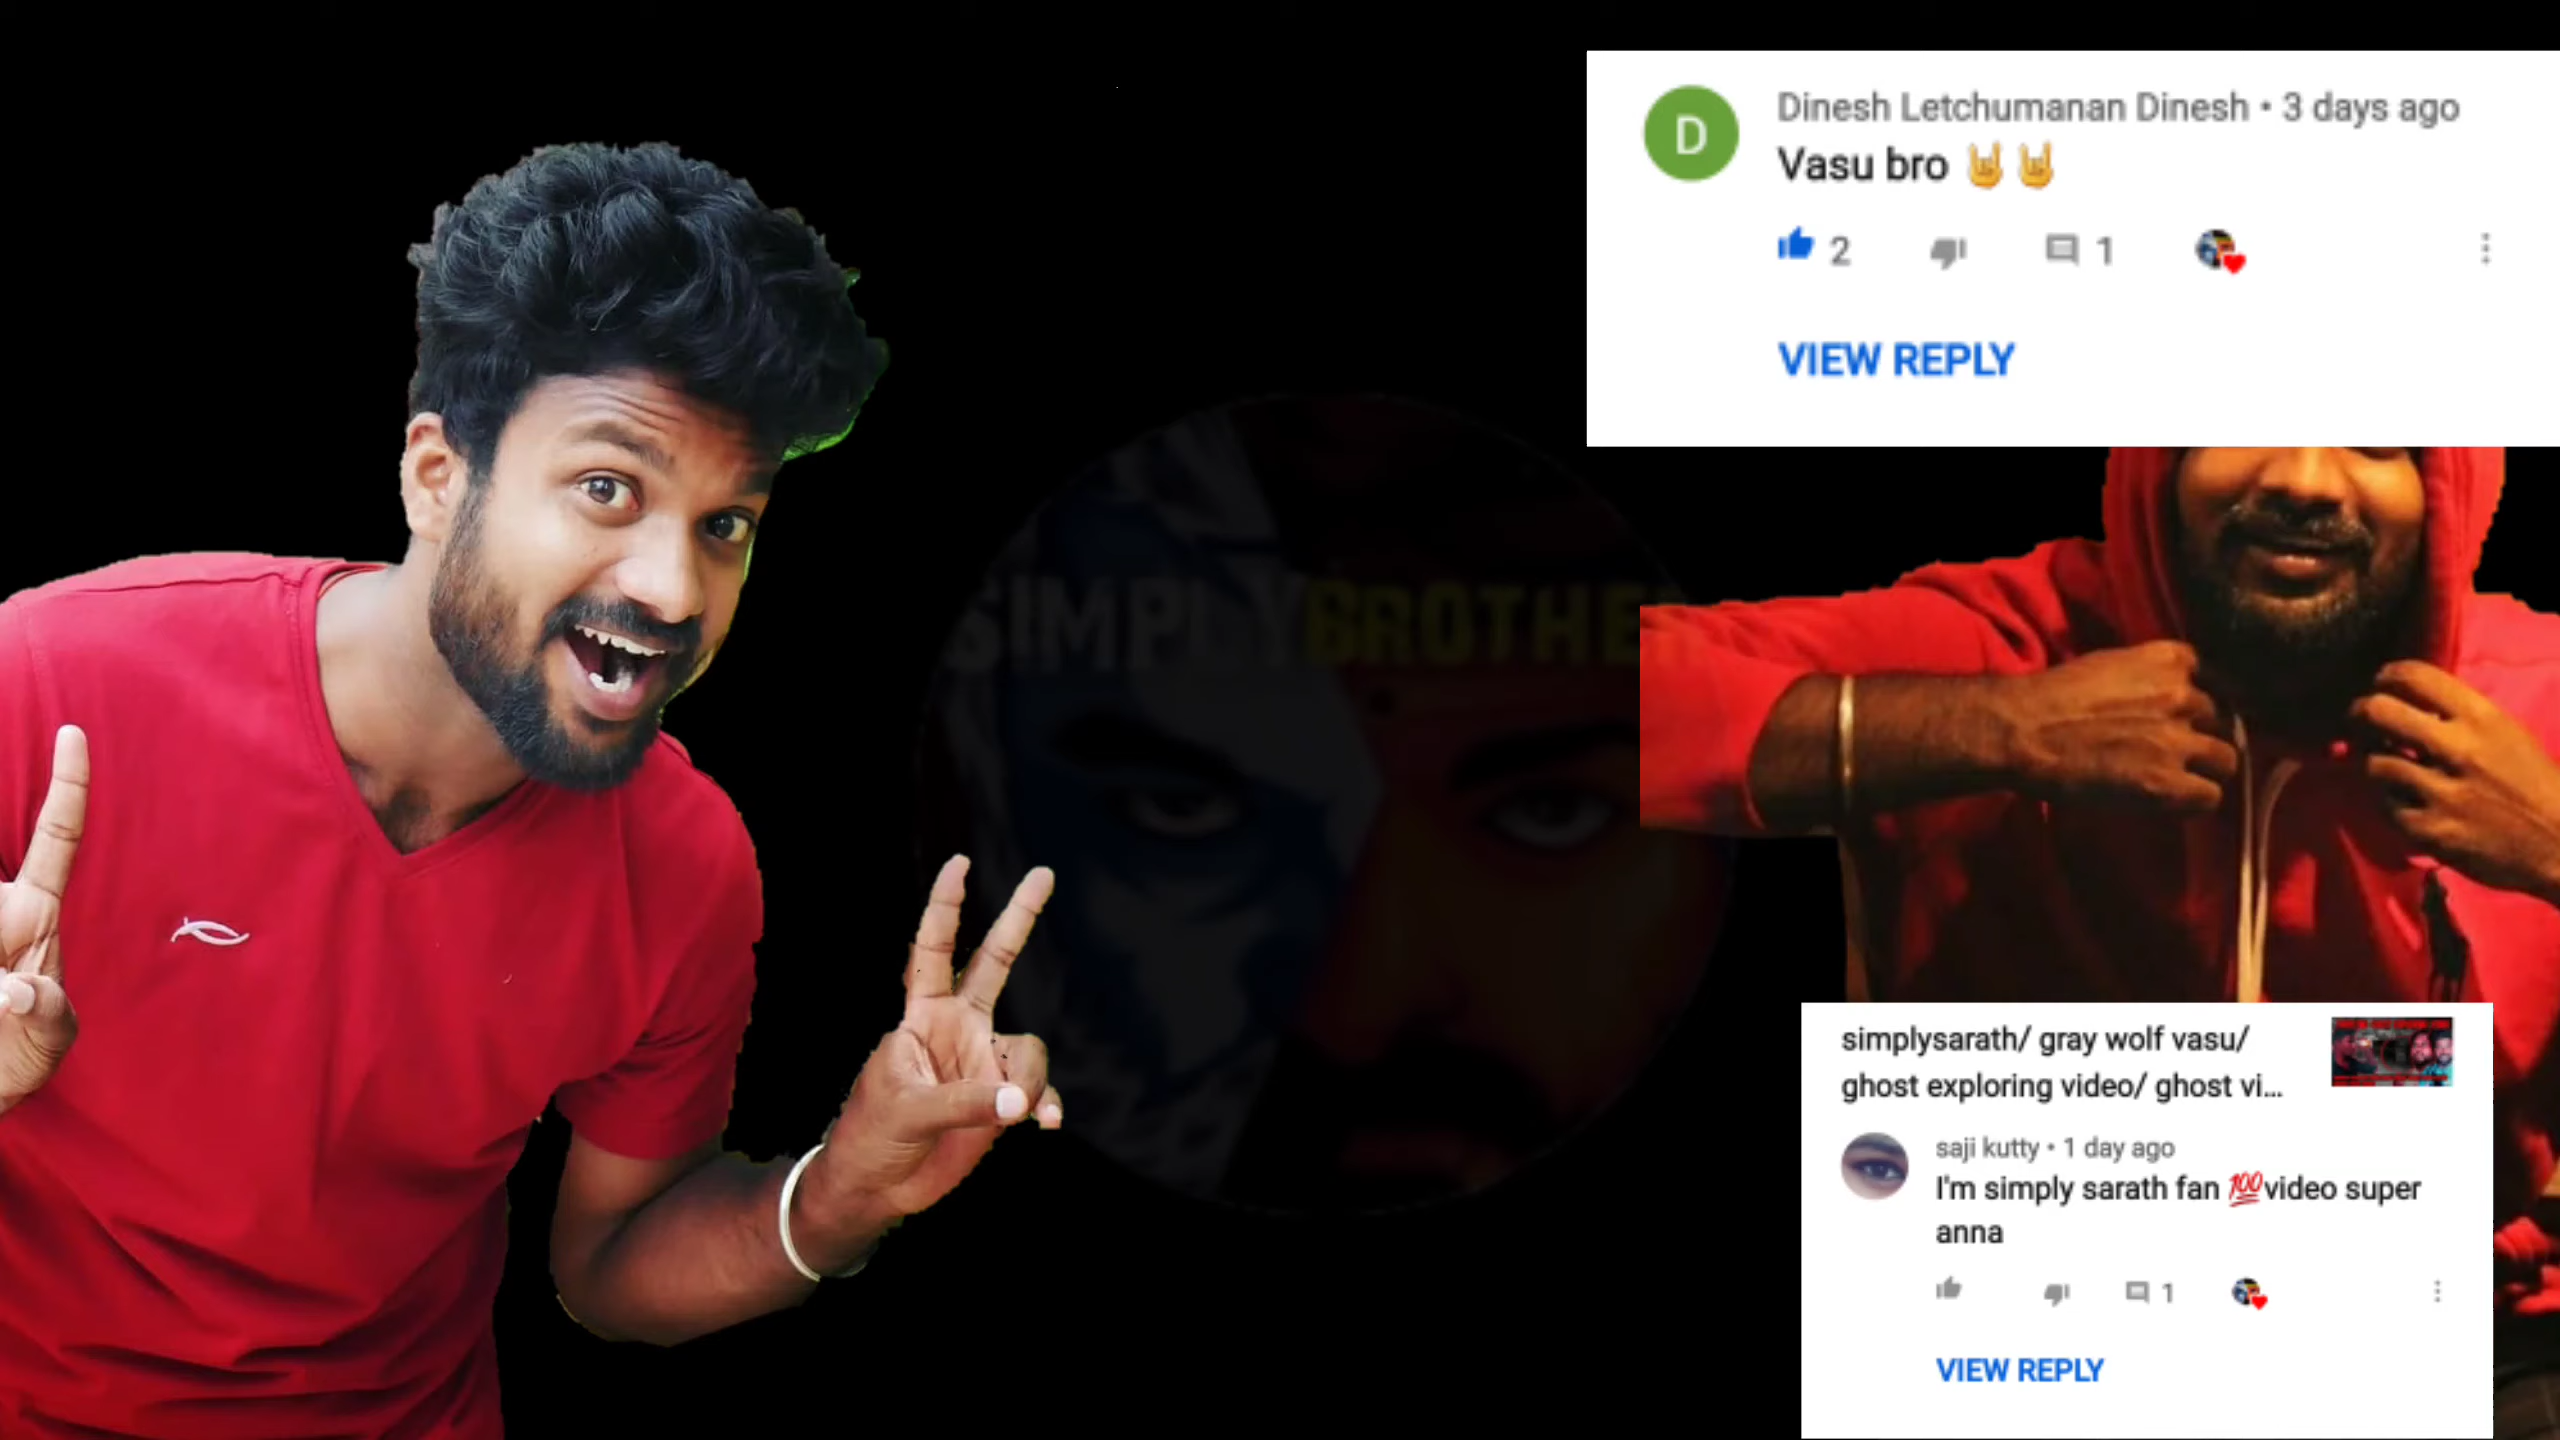 D
Dinesh Letchumanan Dinesh • 3 days ago
Vasu bro 🤘🤘
2 1
VIEW REPLY
SIMPLY BROTHE
simplysarath/ gray wolf vasu/
ghost exploring video/ ghost vi...
saji kutty • 1 day ago
I'm simply sarath fan 💯video super
anna
1
VIEW REPLY